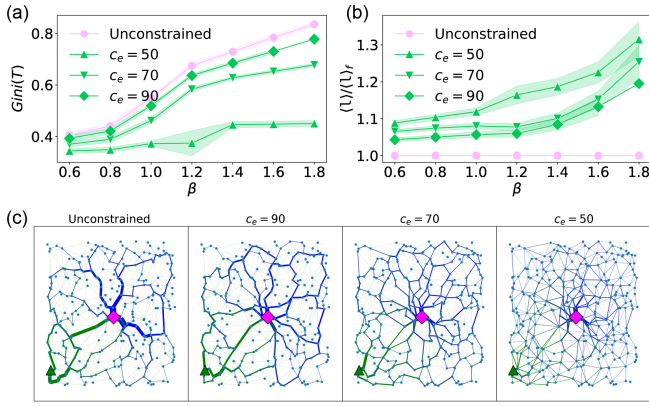 (a)
Gini(T)
0.8
0.6
0.4
Unconstrained
c_e = 50
c_e = 70
c_e = 90
0.6 0.8 1.0 1.2 1.4 1.6 1.8
β
(b)
⟨l⟩/⟨l⟩_f
1.3
1.2
1.1
1.0
Unconstrained
c_e = 50
c_e = 70
c_e = 90
0.6 0.8 1.0 1.2 1.4 1.6 1.8
β
(c)
Unconstrained c_e = 90 c_e = 70 c_e = 50